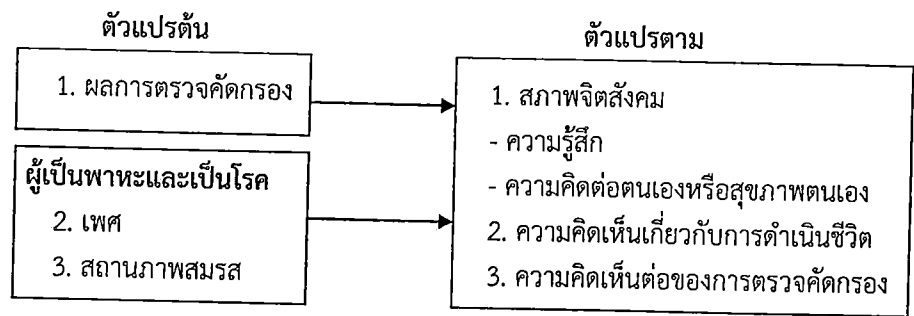 ตัวแปรต้น
1. ผลการตรวจคัดกรอง
ผู้เป็นพาหะและเป็นโรค
2. เพศ
3. สถานภาพสมรส
ตัวแปรตาม
1. สภาพจิตสังคม
- ความรู้สึก
- ความคิดต่อตนเองหรือสุขภาพตนเอง
2. ความคิดเห็นเกี่ยวกับการดำเนินชีวิต
3. ความคิดเห็นต่อของการตรวจคัดกรอง